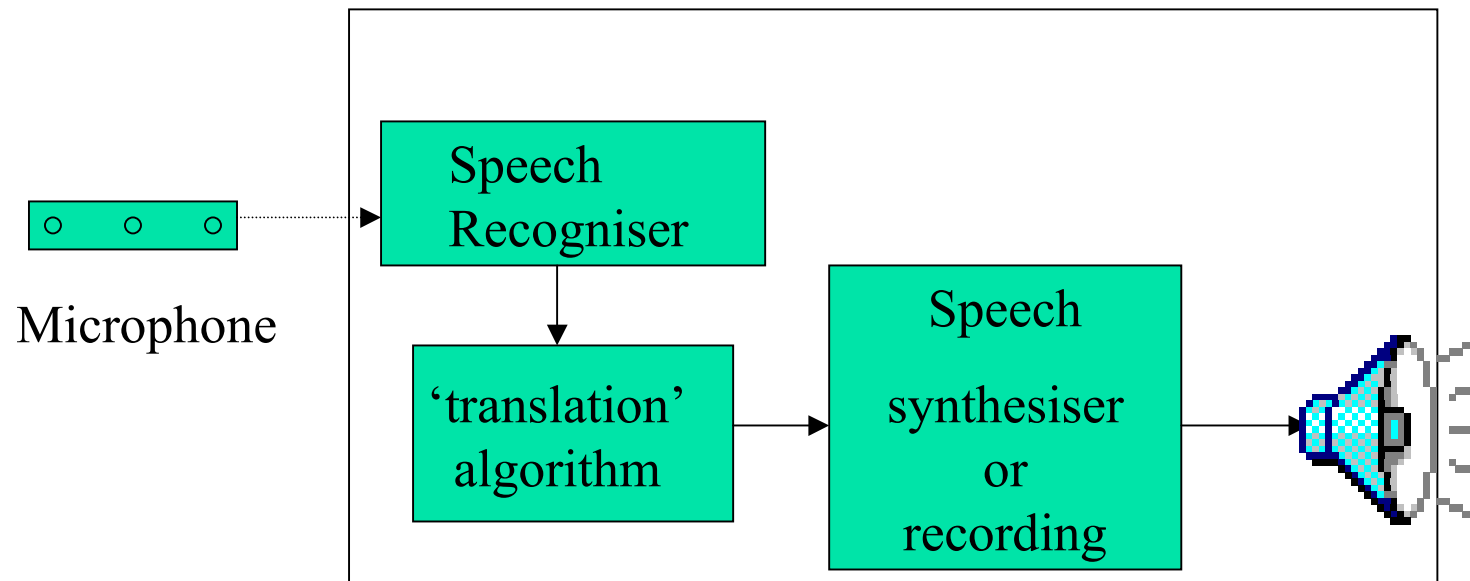 Microphone
Speech
Recogniser
‘translation’
algorithm
Speech
synthesiser
or
recording